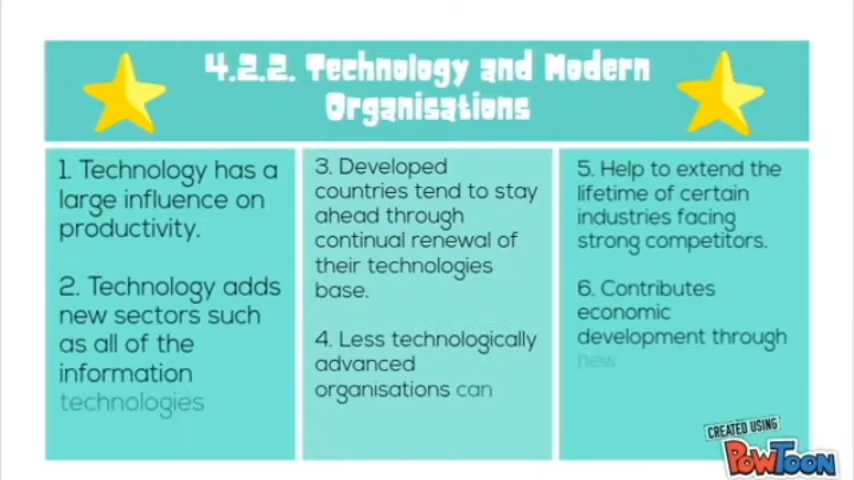 4.2.2. Technology and Modern
Organisations
1. Technology has a
large influence on
productivity.
2. Technology adds
new sectors such
as all of the
information
technologies
3. Developed
countries tend to stay
ahead through
continual renewal of
their technologies
base.
4. Less technologically
advanced
organisations can
5. Help to extend the
lifetime of certain
industries facing
strong competitors.
6. Contributes
economic
development through
new
CREATED USING
POWTOON